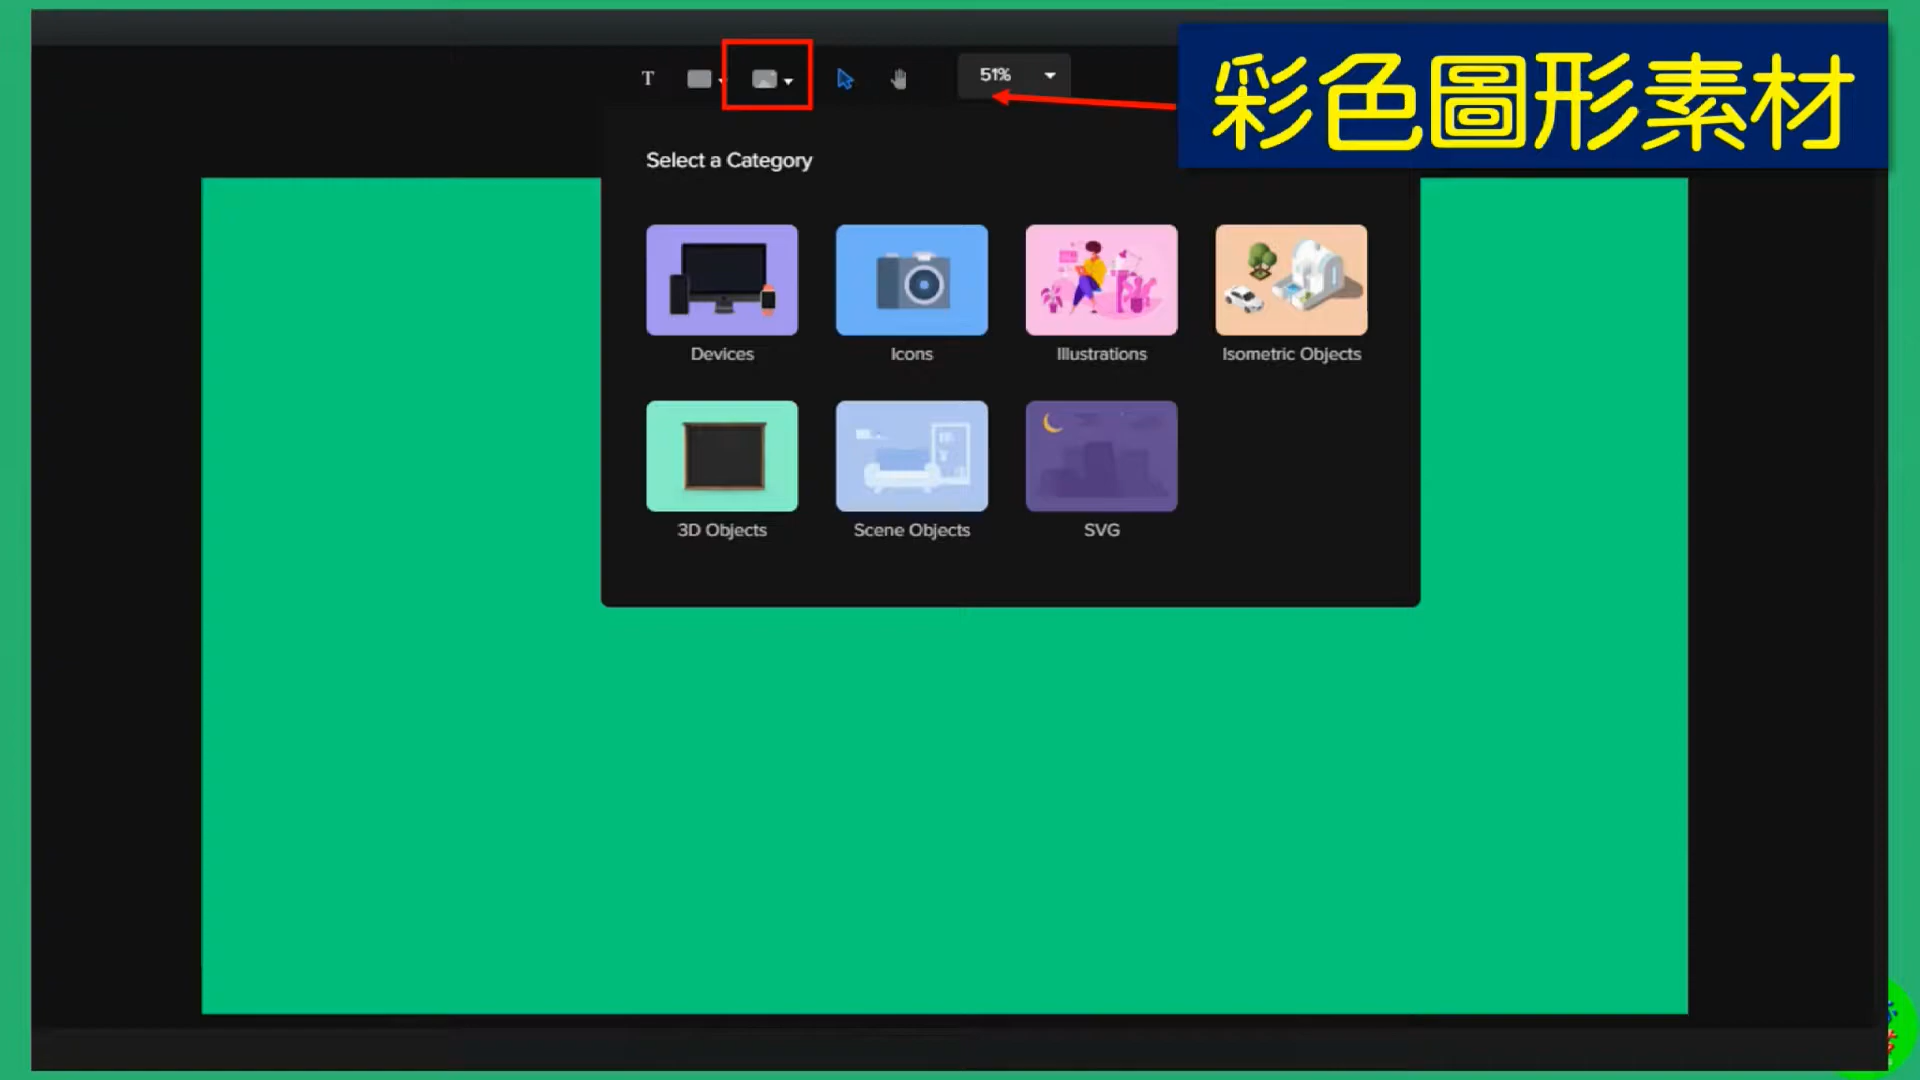 T
51%
彩色圖形素材
Select a Category
Devices
Icons
Illustrations
Isometric Objects
3D Objects
Scene Objects
SVG